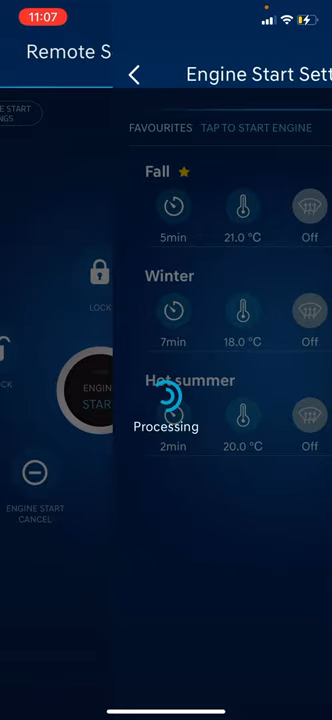 11:07
Remote S
Engine Start Sett
E START
NGS
FAVOURITES TAP TO START ENGINE
Fall
5min 21.0 °C Off
Winter
7min 18.0 °C Off
LOCK
Hot summer
2min 20.0 °C Off
CK
ENGIN
STAR
Processing
ENGINE START
CANCEL